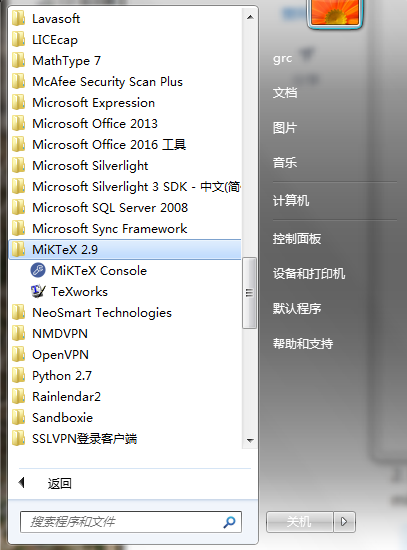 Lavasoft
LICEcap
MathType 7
McAfee Security Scan Plus
Microsoft Expression
Microsoft Office 2013
Microsoft Office 2016 工具
Microsoft Silverlight
Microsoft Silverlight 3 SDK - 中文(简
Microsoft SQL Server 2008
Microsoft Sync Framework
MiKTeX 2.9
MiKTeX Console
TeXworks
NeoSmart Technologies
NMDVPN
OpenVPN
Python 2.7
Rainlendar2
Sandboxie
SSLVPN登录客户端
返回
搜索程序和文件
grc
文档
图片
音乐
计算机
控制面板
设备和打印机
默认程序
帮助和支持
关机